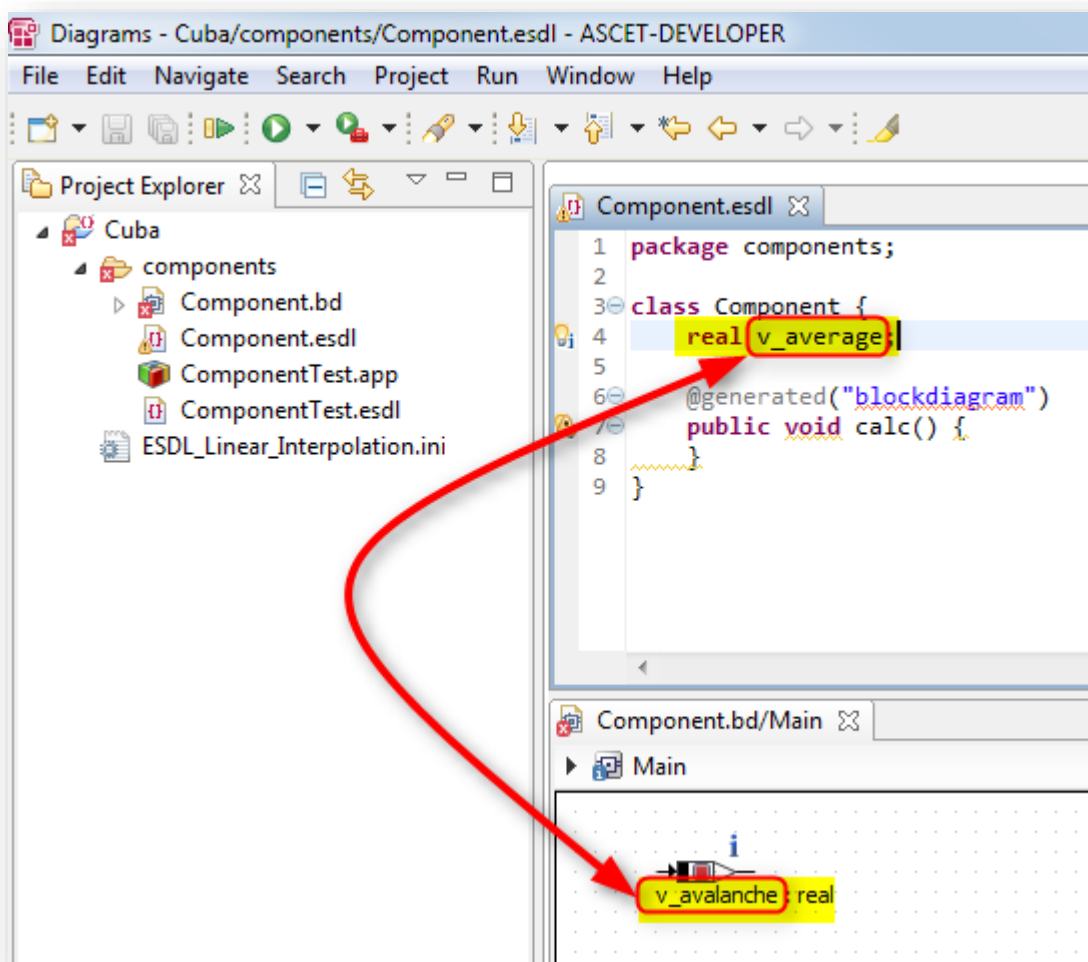 Diagrams - Cuba/components/Component.esdl - ASCET-DEVELOPER
File Edit Navigate Search Project Run Window Help
Project Explorer
Cuba
components
Component.bd
Component.esdl
ComponentTest.app
ComponentTest.esdl
ESDL_Linear_Interpolation.ini
Component.esdl
1 package components;
2
3 class Component {
4 real v_average;
5
6 @generated("blockdiagram")
7 public void calc() {
8 }
9 }
Component.bd/Main
Main
i
v_avalanche : real